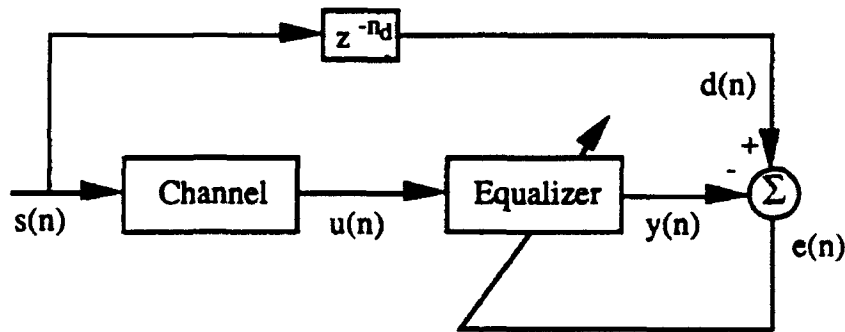 z -nd
d(n)
+
-
Channel
Equalizer
Σ
s(n)
u(n)
y(n)
e(n)